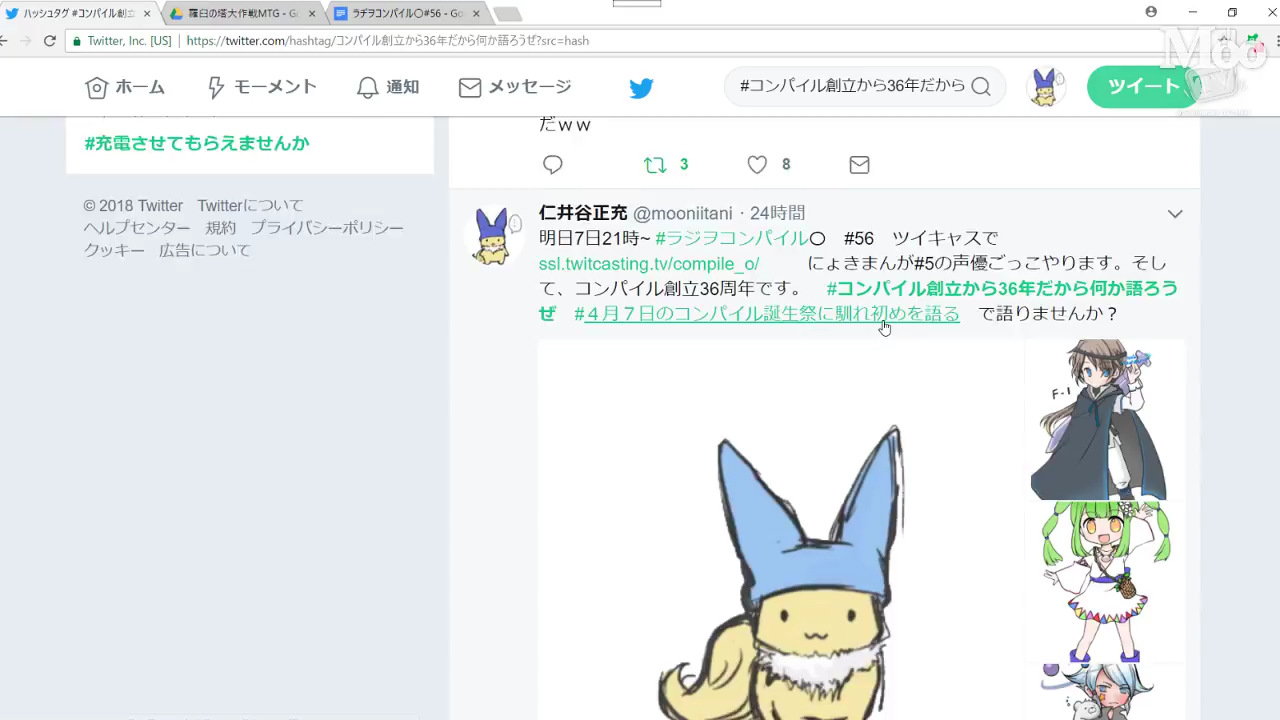 ハッシュタグ #コンパイル創立
羅臼の塔大作戦MTG - Go
ラヂヲコンパイル〇#56 - Go
Twitter, Inc. [US] | https://twitter.com/hashtag/コンパイル創立から36年だから何か語ろうぜ?src=hash
Moo
ホーム
モーメント
通知
メッセージ
#コンパイル創立から36年だから
ツイート
#充電させてもらえませんか
© 2018 Twitter Twitterについて
ヘルプセンター 規約 プライバシーポリシー
クッキー 広告について
だｗｗ
3
8
仁井谷正充 @mooniitani · 24時間
明日7日21時~ #ラジヲコンパイル〇 #56 ツイキャスで
ssl.twitcasting.tv/compile_o/ にょきまんが#5の声優ごっこやります。そし
て、コンパイル創立36周年です。 #コンパイル創立から36年だから何か語ろう
ぜ #４月７日のコンパイル誕生祭に馴れ初めを語る で語りませんか？
F-1